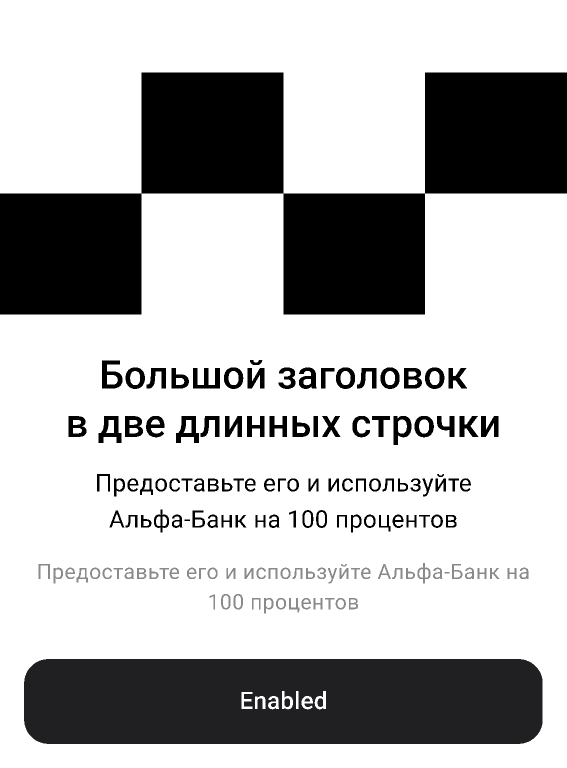 Большой заголовок
в две длинных строчки
Предоставьте его и используйте
Альфа-Банк на 100 процентов
Предоставьте его и используйте Альфа-Банк на
100 процентов
Enabled